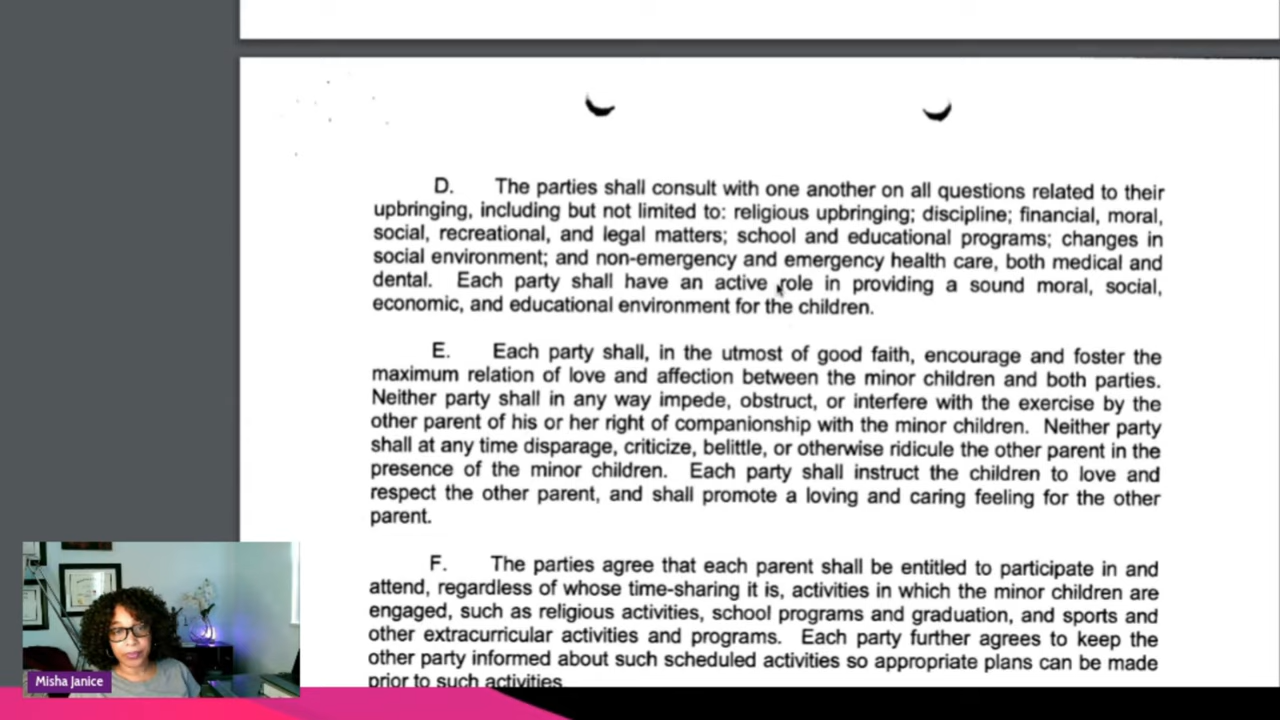 D. The parties shall consult with one another on all questions related to their
upbringing, including but not limited to: religious upbringing; discipline; financial, moral,
social, recreational, and legal matters; school and educational programs; changes in
social environment; and non-emergency and emergency health care, both medical and
dental. Each party shall have an active role in providing a sound moral, social,
economic, and educational environment for the children.
E. Each party shall, in the utmost of good faith, encourage and foster the
maximum relation of love and affection between the minor children and both parties.
Neither party shall in any way impede, obstruct, or interfere with the exercise by the
other parent of his or her right of companionship with the minor children. Neither party
shall at any time disparage, criticize, belittle, or otherwise ridicule the other parent in the
presence of the minor children. Each party shall instruct the children to love and
respect the other parent, and shall promote a loving and caring feeling for the other
parent.
F. The parties agree that each parent shall be entitled to participate in and
attend, regardless of whose time-sharing it is, activities in which the minor children are
engaged, such as religious activities, school programs and graduation, and sports and
other extracurricular activities and programs. Each party further agrees to keep the
other party informed about such scheduled activities so appropriate plans can be made
prior to such activities
Misha Janice